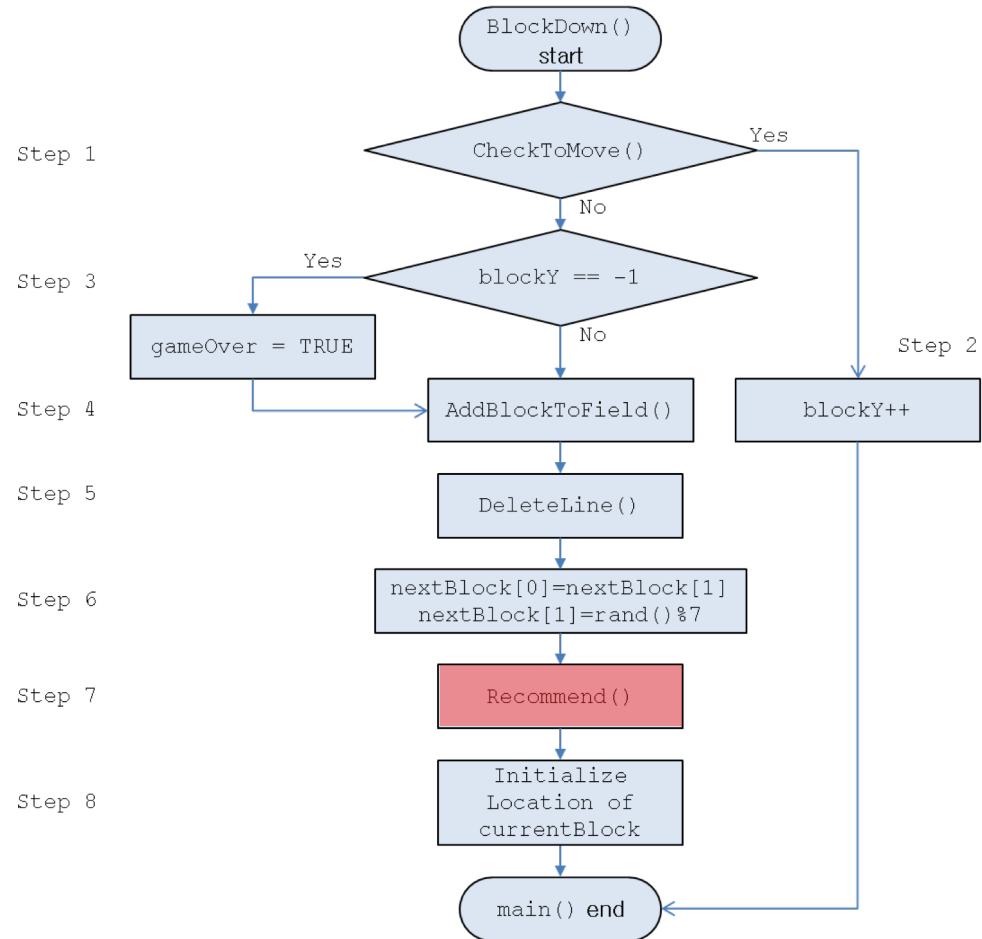 BlockDown()
start
Step 1
CheckToMove()
Yes
No
Step 3
Yes
blockY == -1
No
gameOver = TRUE
Step 2
Step 4
AddBlockToField()
blockY++
Step 5
DeleteLine()
Step 6
nextBlock[0]=nextBlock[1]
nextBlock[1]=rand()%7
Step 7
Recommend()
Step 8
Initialize
Location of
currentBlock
main() end